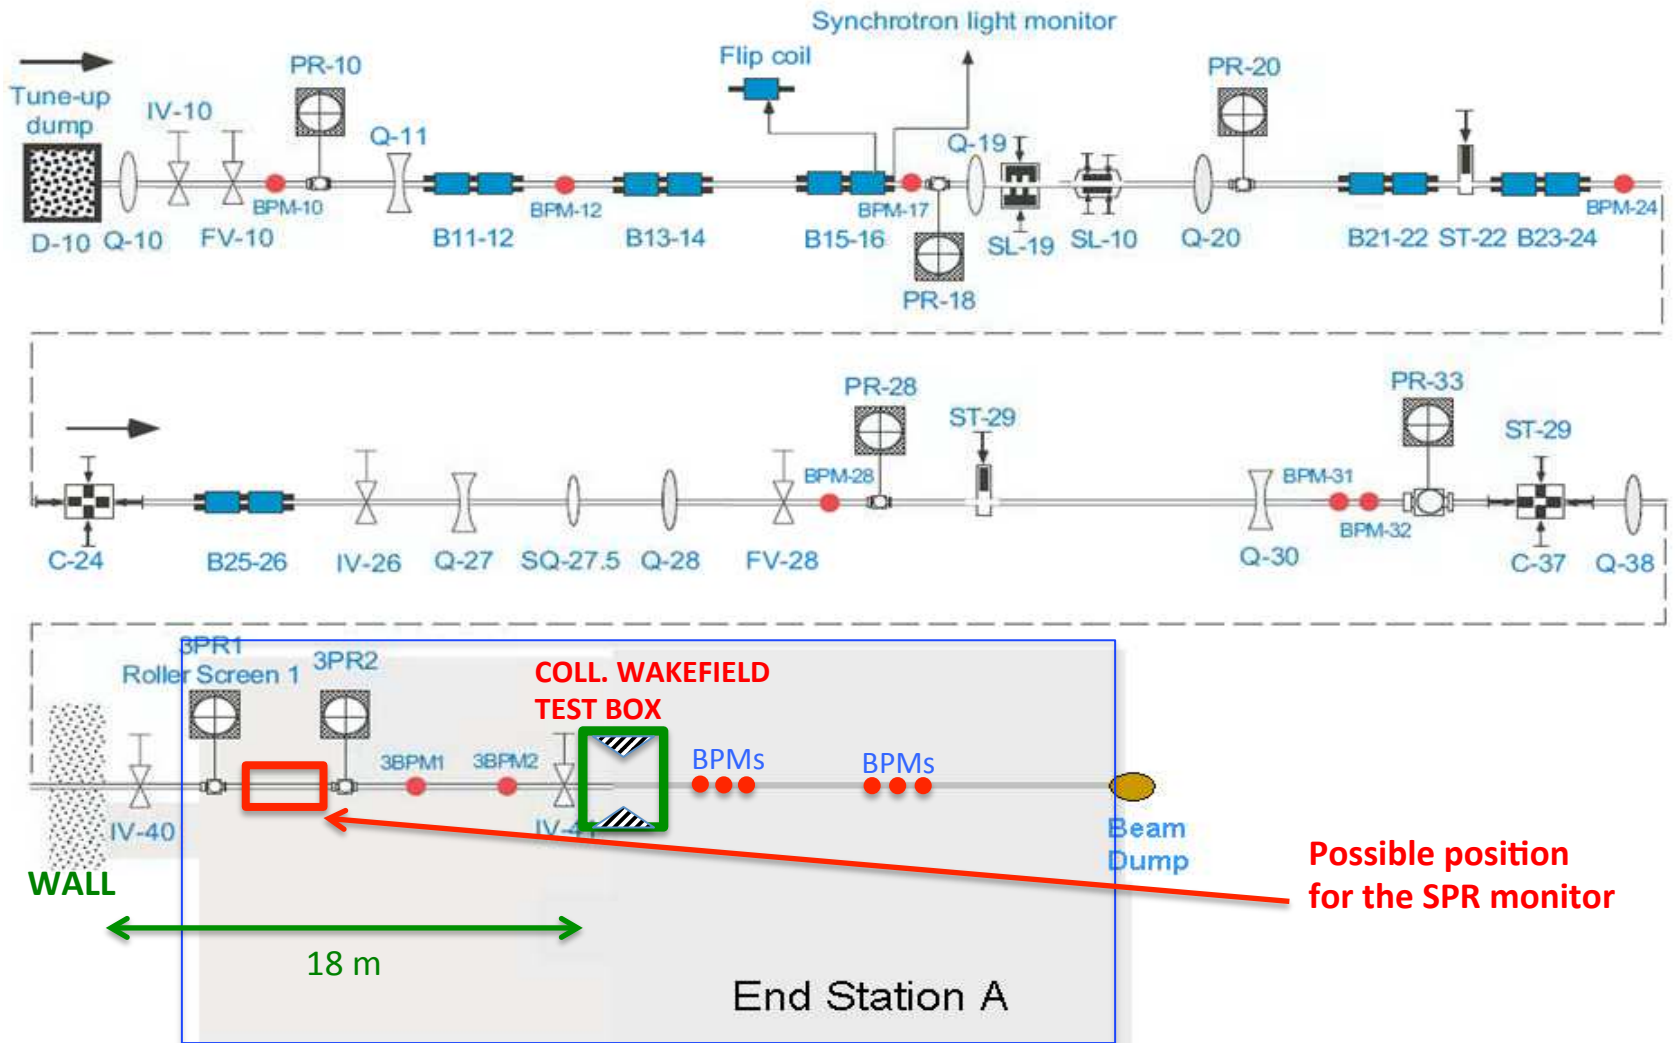 Synchrotron light monitor
Flip coil
PR-10
PR-20
Tune-up
dump
IV-10
Q-11
Q-19
BPM-10
BPM-12
BPM-17
BPM-24
D-10
Q-10
FV-10
B11-12
B13-14
B15-16
SL-19
SL-10
Q-20
B21-22
ST-22
B23-24
PR-18
PR-28
PR-33
ST-29
ST-29
BPM-28
BPM-31
BPM-32
C-24
B25-26
IV-26
Q-27
SQ-27.5
Q-28
FV-28
Q-30
C-37
Q-38
3PR1
Roller Screen 1
3PR2
COLL. WAKEFIELD
TEST BOX
3BPM1
3BPM2
BPMs
BPMs
IV-40
IV-41
Beam
Dump
Possible position
for the SPR monitor
WALL
18 m
End Station A